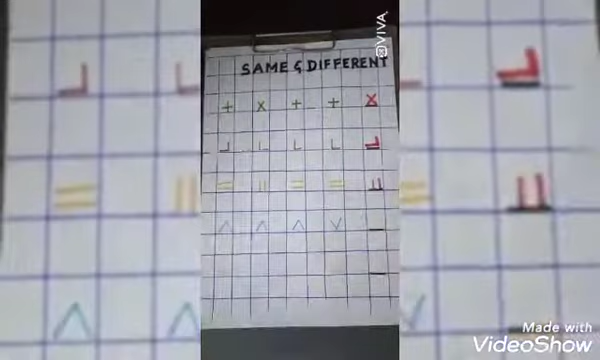 VIVA
SAME & DIFFERENT
+ x + + x
┘ L L L ┘
= || = = ||
^ ^ ^ v
Made with
VideoShow